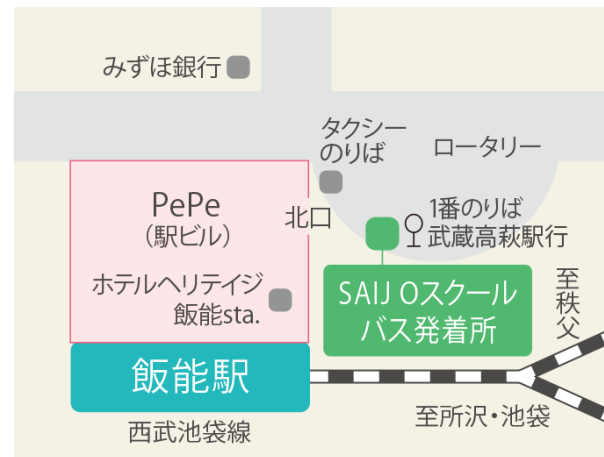 みずほ銀行
タクシー
のりば
ロータリー
PePe
（駅ビル）
北口
1番のりば
武蔵高萩駅行
ホテルヘリテイジ
飯能sta.
SAIJ Oスクール
バス発着所
至秩父
飯能駅
至所沢・池袋
西武池袋線